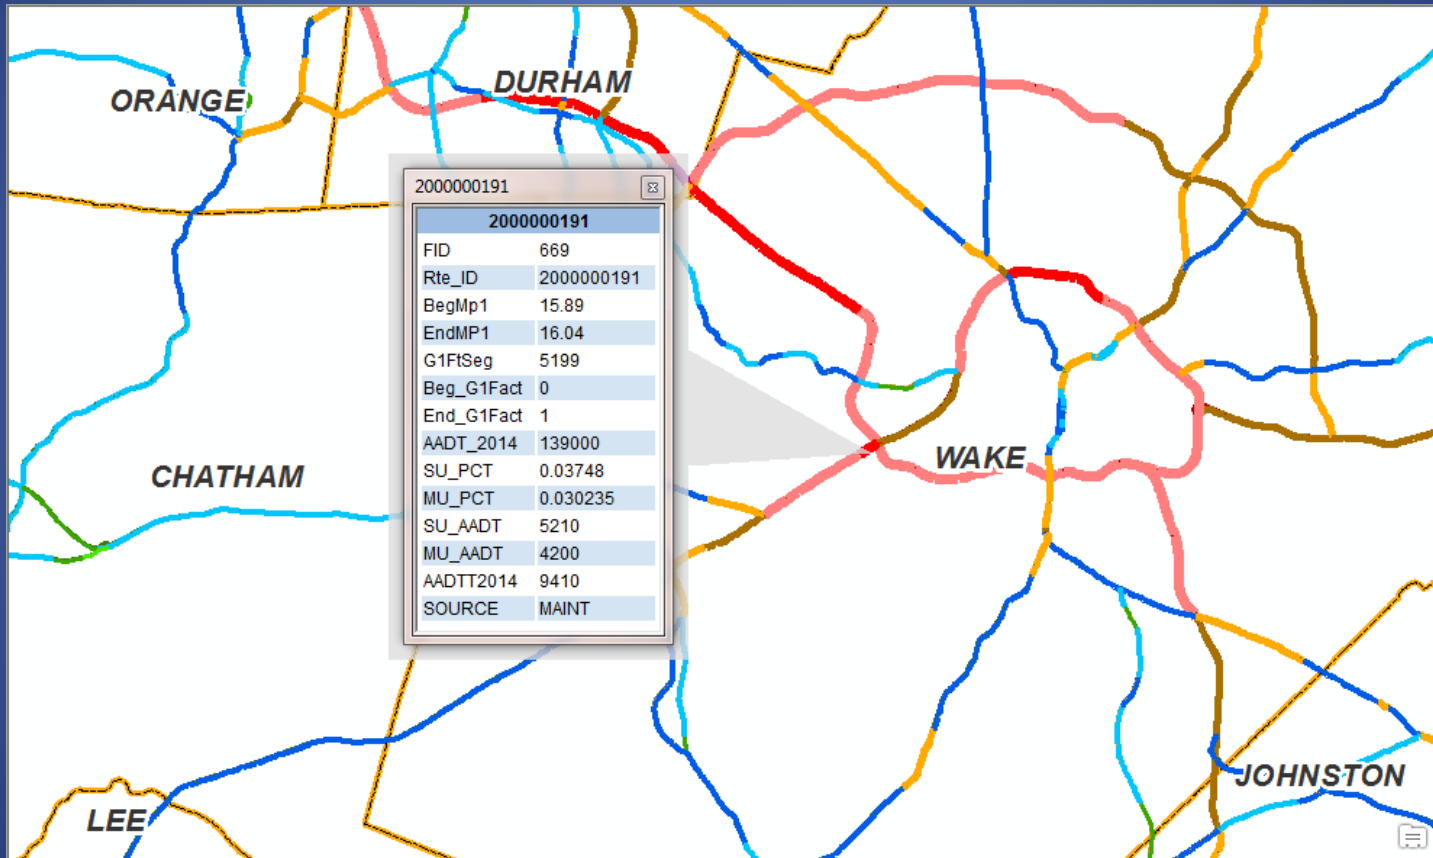 DURHAM
ORANGE
2000000191
2000000191
FID 669
Rte_ID 2000000191
BegMp1 15.89
EndMP1 16.04
G1FtSeg 5199
Beg_G1Fact 0
End_G1Fact 1
AADT_2014 139000
SU_PCT 0.03748
MU_PCT 0.030235
SU_AADT 5210
MU_AADT 4200
AADTT2014 9410
SOURCE MAINT
WAKE
CHATHAM
JOHNSTON
LEE